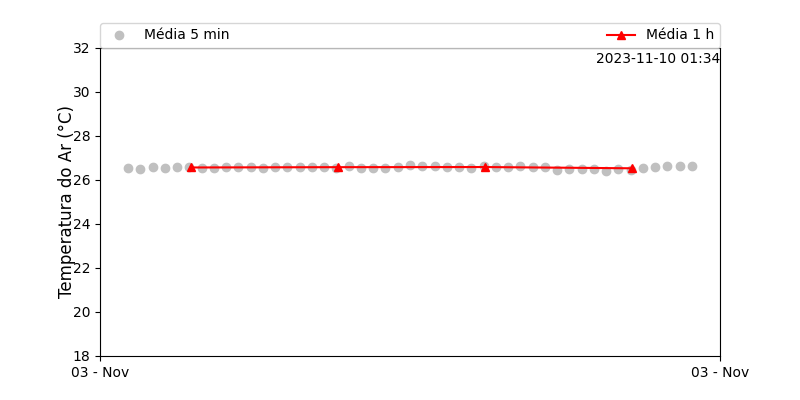 Média 5 min
Média 1 h
2023-11-10 01:34
Temperatura do Ar (°C)
32
30
28
26
24
22
20
18
03 - Nov
03 - Nov